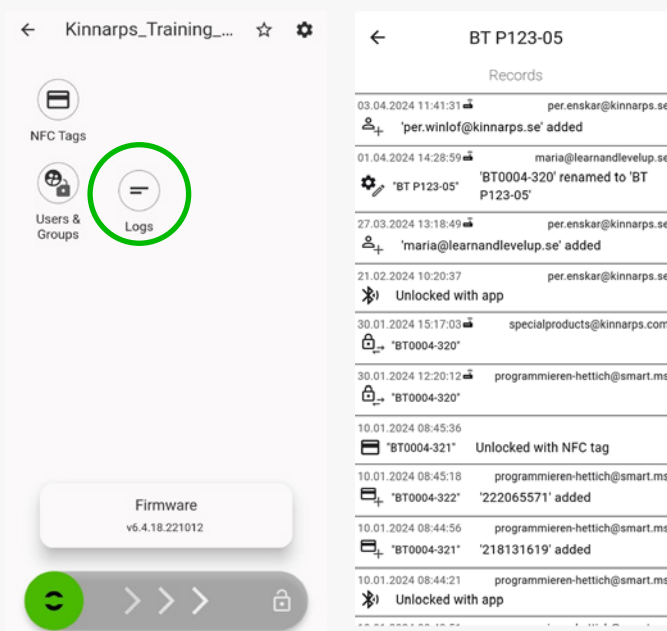 Kinnarps_Training_...
NFC Tags
Users &
Groups
Logs
Firmware
v6.4.18.221012
BT P123-05
Records
03.04.2024 11:41:31 per.enskar@kinnarps.se
'per.winlof@kinnarps.se' added
01.04.2024 14:28:59 maria@learnandlevelup.se
"BT P123-05" 'BT0004-320' renamed to 'BT
P123-05'
27.03.2024 13:18:49 per.enskar@kinnarps.se
'maria@learnandlevelup.se' added
21.02.2024 10:20:37 per.enskar@kinnarps.se
Unlocked with app
30.01.2024 15:17:03 specialproducts@kinnarps.com
"BT0004-320"
30.01.2024 12:20:12 programmieren-hettich@smart.ms
"BT0004-320"
10.01.2024 08:45:36
"BT0004-321" Unlocked with NFC tag
10.01.2024 08:45:18 programmieren-hettich@smart.ms
"BT0004-322" '222065571' added
10.01.2024 08:44:56 programmieren-hettich@smart.ms
"BT0004-321" '218131619' added
10.01.2024 08:44:21 programmieren-hettich@smart.ms
Unlocked with app